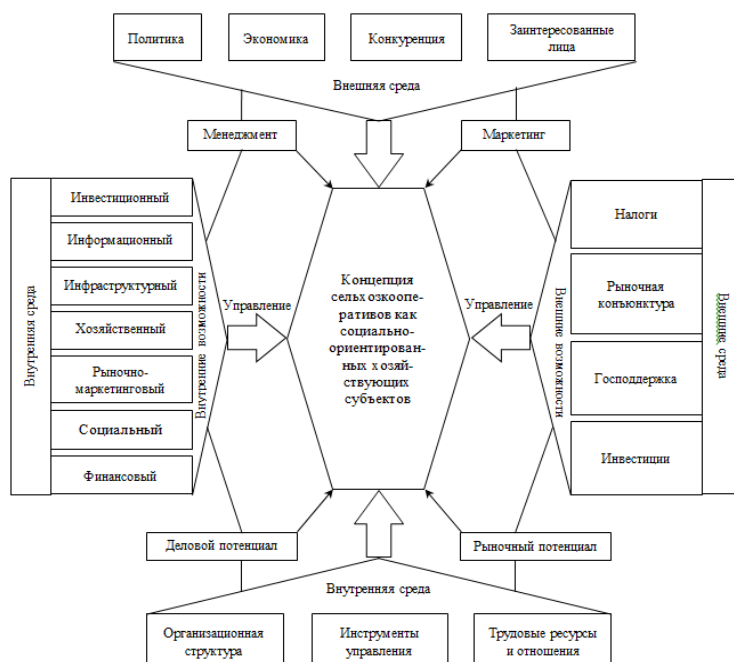 Политика
Экономика
Конкуренция
Заинтересованные
лица
Внешняя среда
Менеджмент
Маркетинг
Внутренняя среда
Инвестиционный
Информационный
Инфраструктурный
Хозяйственный
Рыночно-
маркетинговый
Социальный
Финансовый
Внутренние возможности
Управление
Концепция
сельхозкоопе-
ративов как
социально-
ориентирован-
ных хозяй-
ствующих
субъектов
Управление
Внешние возможности
Налоги
Рыночная
конъюнктура
Господдержка
Инвестиции
Внешние среда
Деловой потенциал
Рыночный потенциал
Внутренняя среда
Организационная
структура
Инструменты
управления
Трудовые ресурсы
и отношения